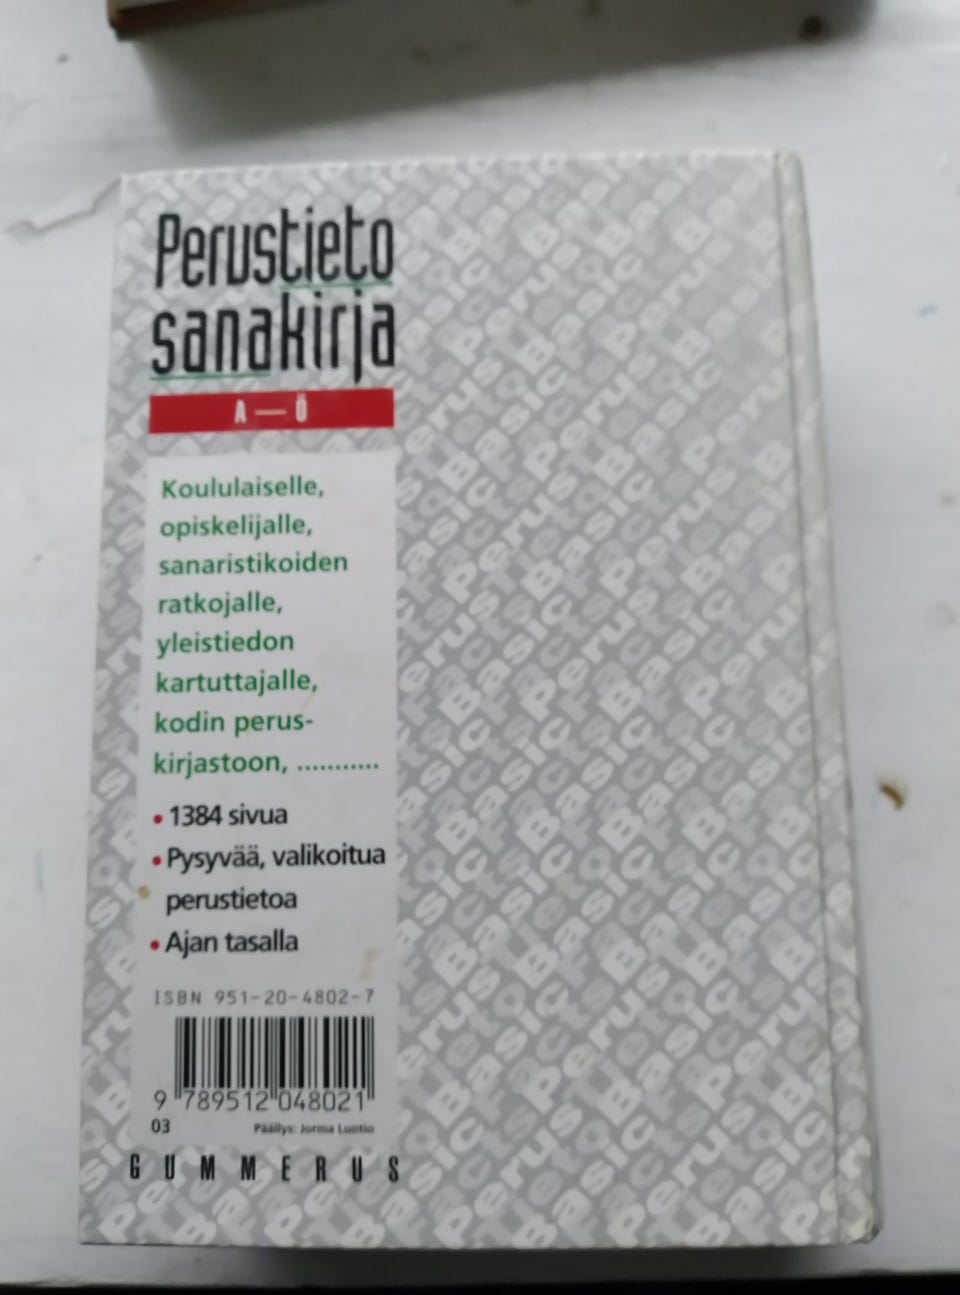 Perustieto
sanakirja
A — Ö
Koululaiselle,
opiskelijalle,
sanaristikoiden
ratkojalle,
yleistiedon
kartuttajalle,
kodin perus-
kirjastoon, ...........
• 1384 sivua
• Pysyvää, valikoitua
perustietoa
• Ajan tasalla
ISBN 951-20-4802-7
9 789512 048021
03 Päällys: Jorma Luotio
GUMMERUS